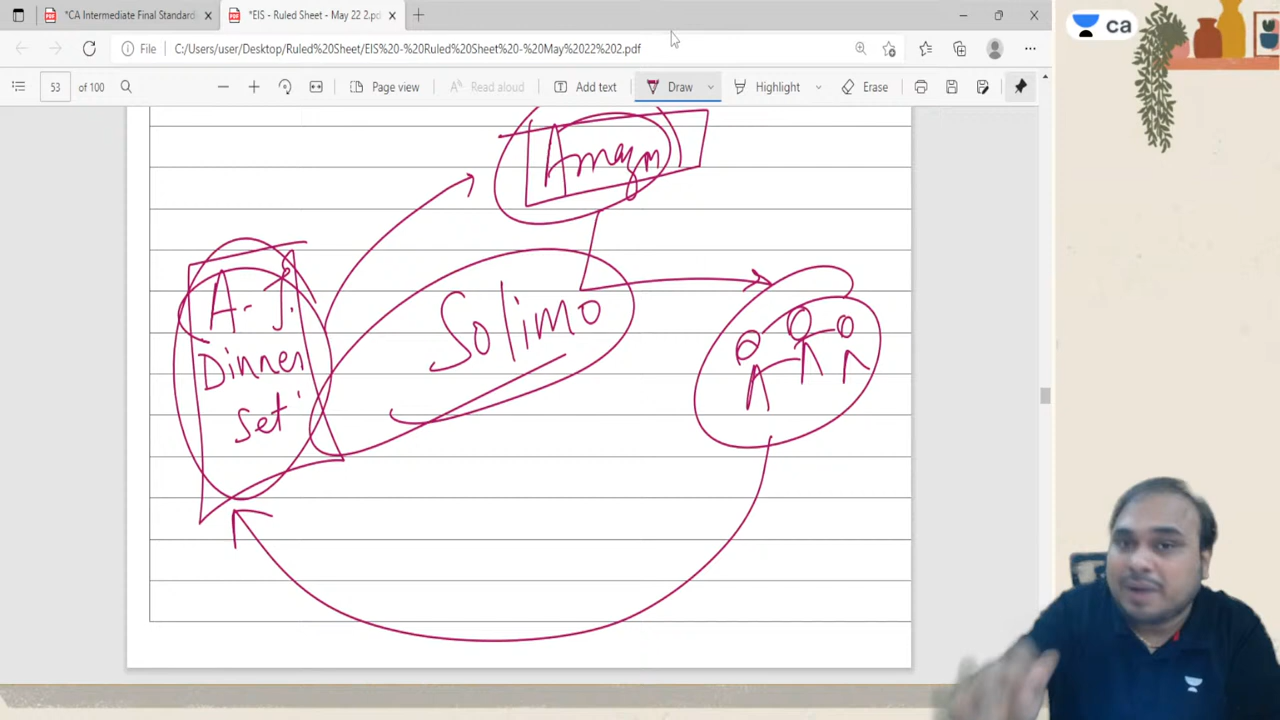 *CA Intermediate Final Standard
*EIS - Ruled Sheet - May 22 2.pd
File
C:/Users/user/Desktop/Ruled%20Sheet/EIS%20-%20Ruled%20Sheet%20-%20May%2022%202.pdf
53 of 100
Page view
Read aloud
Add text
Draw
Highlight
Erase
ca
Amazon
A-J.
Dinner
Set
Solimo